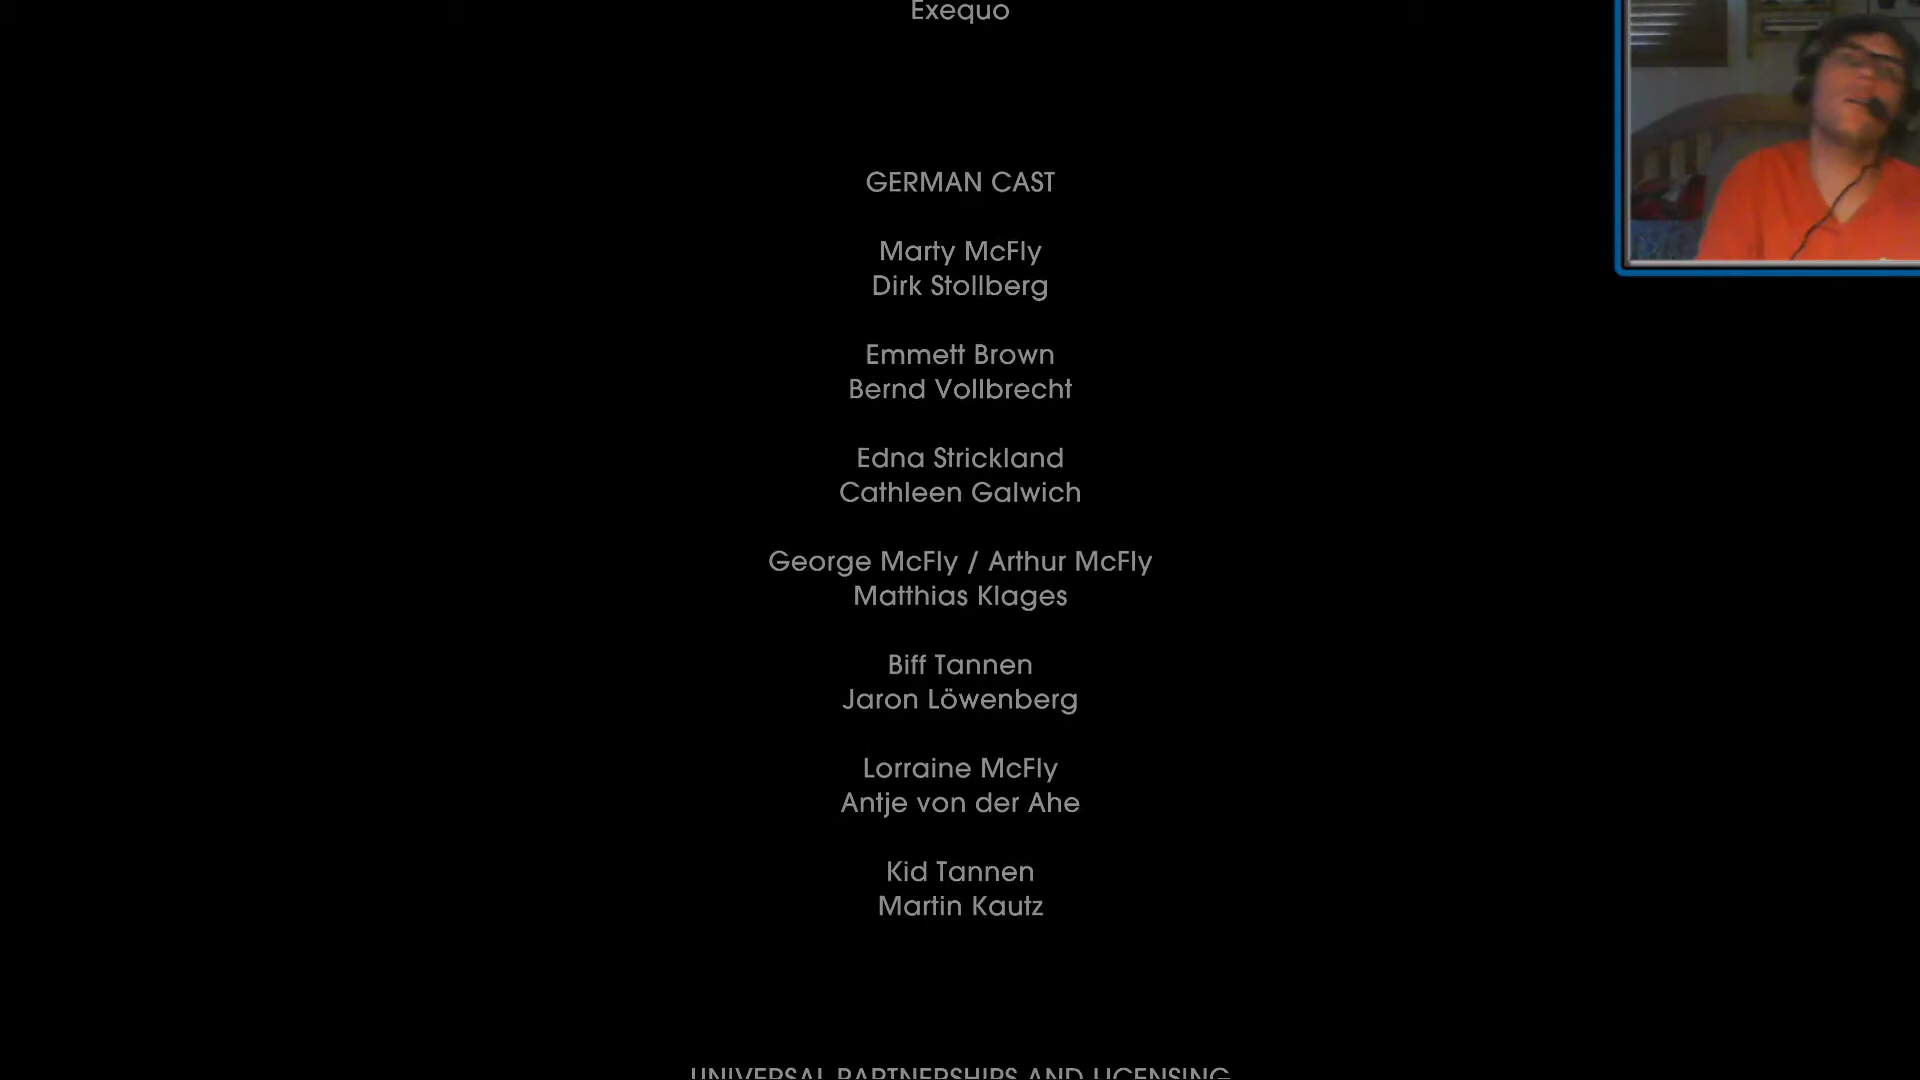 Exequo
GERMAN CAST
Marty McFly
Dirk Stollberg
Emmett Brown
Bernd Vollbrecht
Edna Strickland
Cathleen Galwich
George McFly / Arthur McFly
Matthias Klages
Biff Tannen
Jaron Löwenberg
Lorraine McFly
Antje von der Ahe
Kid Tannen
Martin Kautz
UNIVERSAL PARTNERSHIPS AND LICENSING